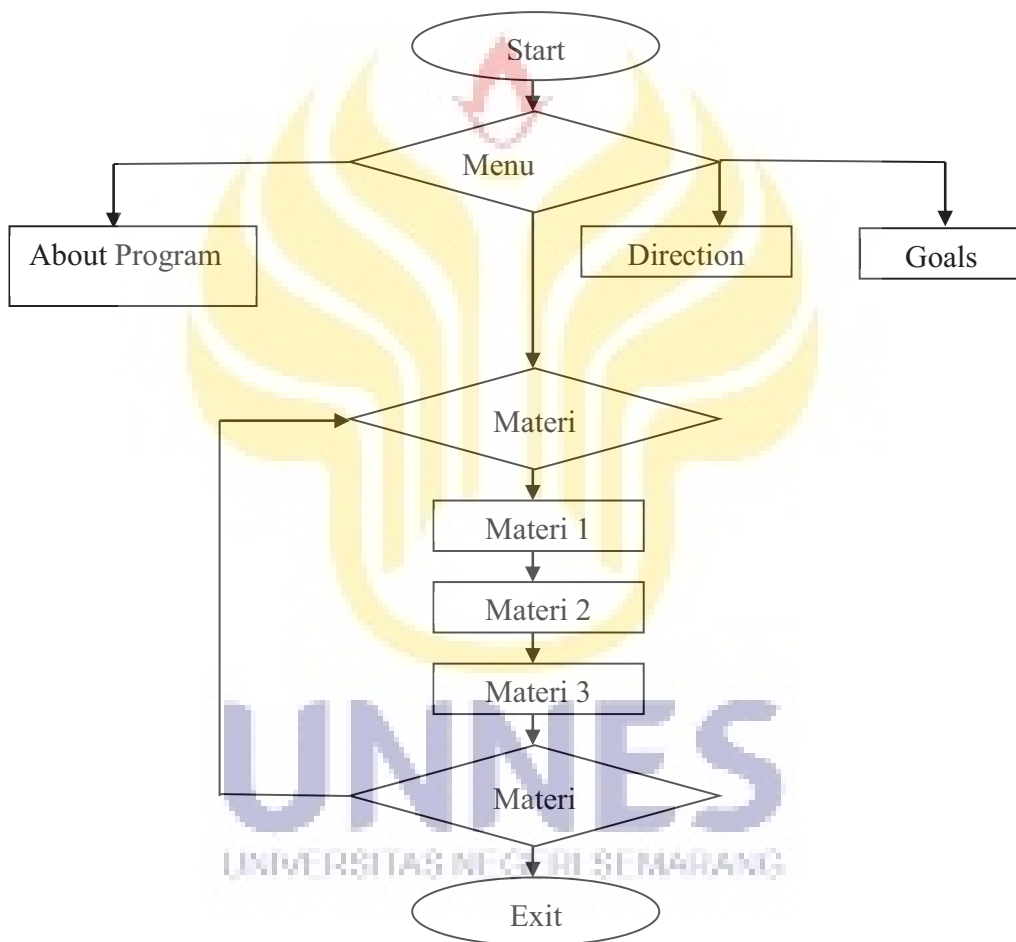 Start
Menu
About Program
Direction
Goals
Materi
Materi 1
Materi 2
Materi 3
UNNES
Materi
UNIVERSITAS NEGERI SEMARANG
Exit